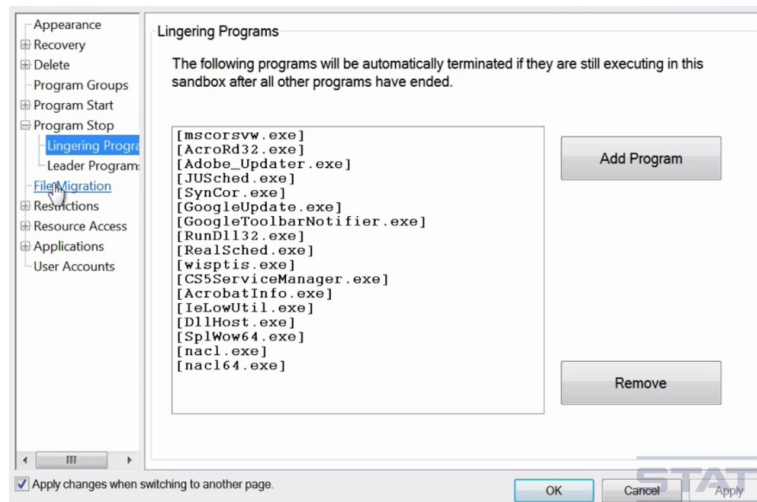 Appearance
Recovery
Delete
Program Groups
Program Start
Program Stop
Lingering Progra
Leader Program
File Migration
Restrictions
Resource Access
Applications
User Accounts
Lingering Programs
The following programs will be automatically terminated if they are still executing in this
sandbox after all other programs have ended.
[mscorsvw.exe]
[AcroRd32.exe]
[Adobe_Updater.exe]
[JUSched.exe]
[SynCor.exe]
[GoogleUpdate.exe]
[GoogleToolbarNotifier.exe]
[RunDll32.exe]
[RealSched.exe]
[wisptis.exe]
[CS5ServiceManager.exe]
[AcrobatInfo.exe]
[IeLowUtil.exe]
[DllHost.exe]
[SplWow64.exe]
[nacl.exe]
[nacl64.exe]
Add Program
Remove
Apply changes when switching to another page.
OK
Cancel
Apply
STAT